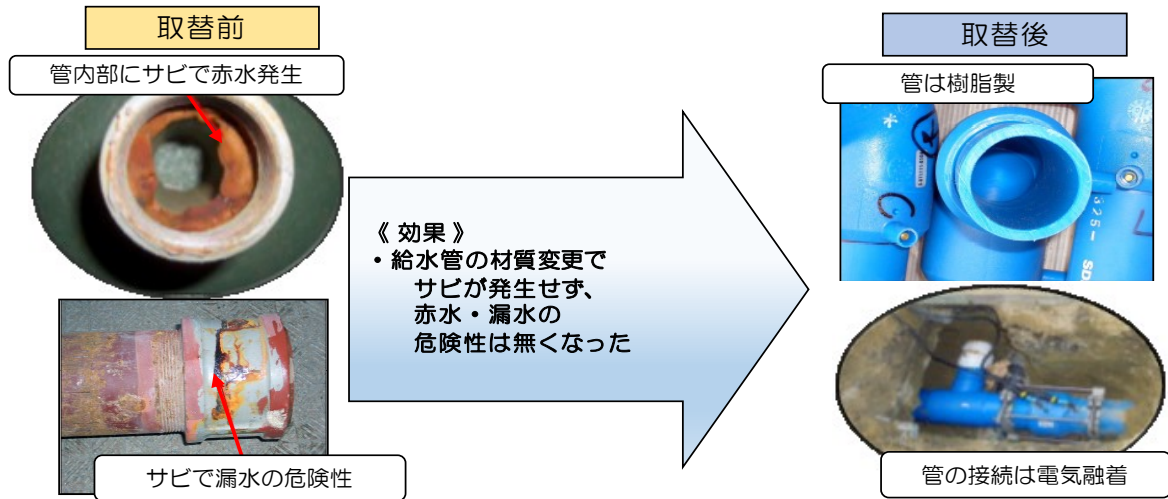 取替前
管内部にサビで赤水発生
サビで漏水の危険性
《 効果 》
・給水管の材質変更で
サビが発生せず、
赤水・漏水の
危険性は無くなった
取替後
管は樹脂製
325- SD
管の接続は電気融着